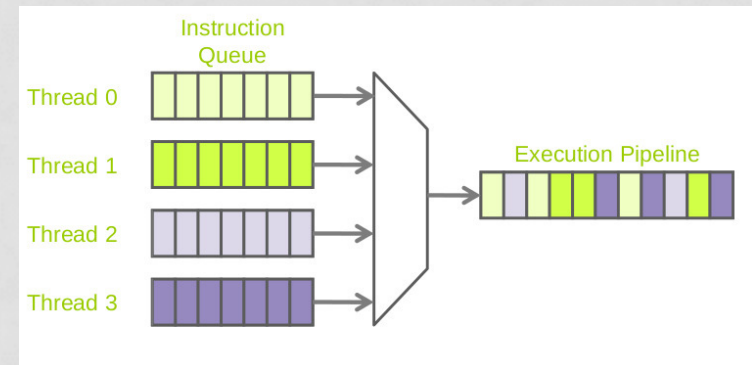 Instruction
Queue
Thread 0
Thread 1
Execution Pipeline
Thread 2
Thread 3